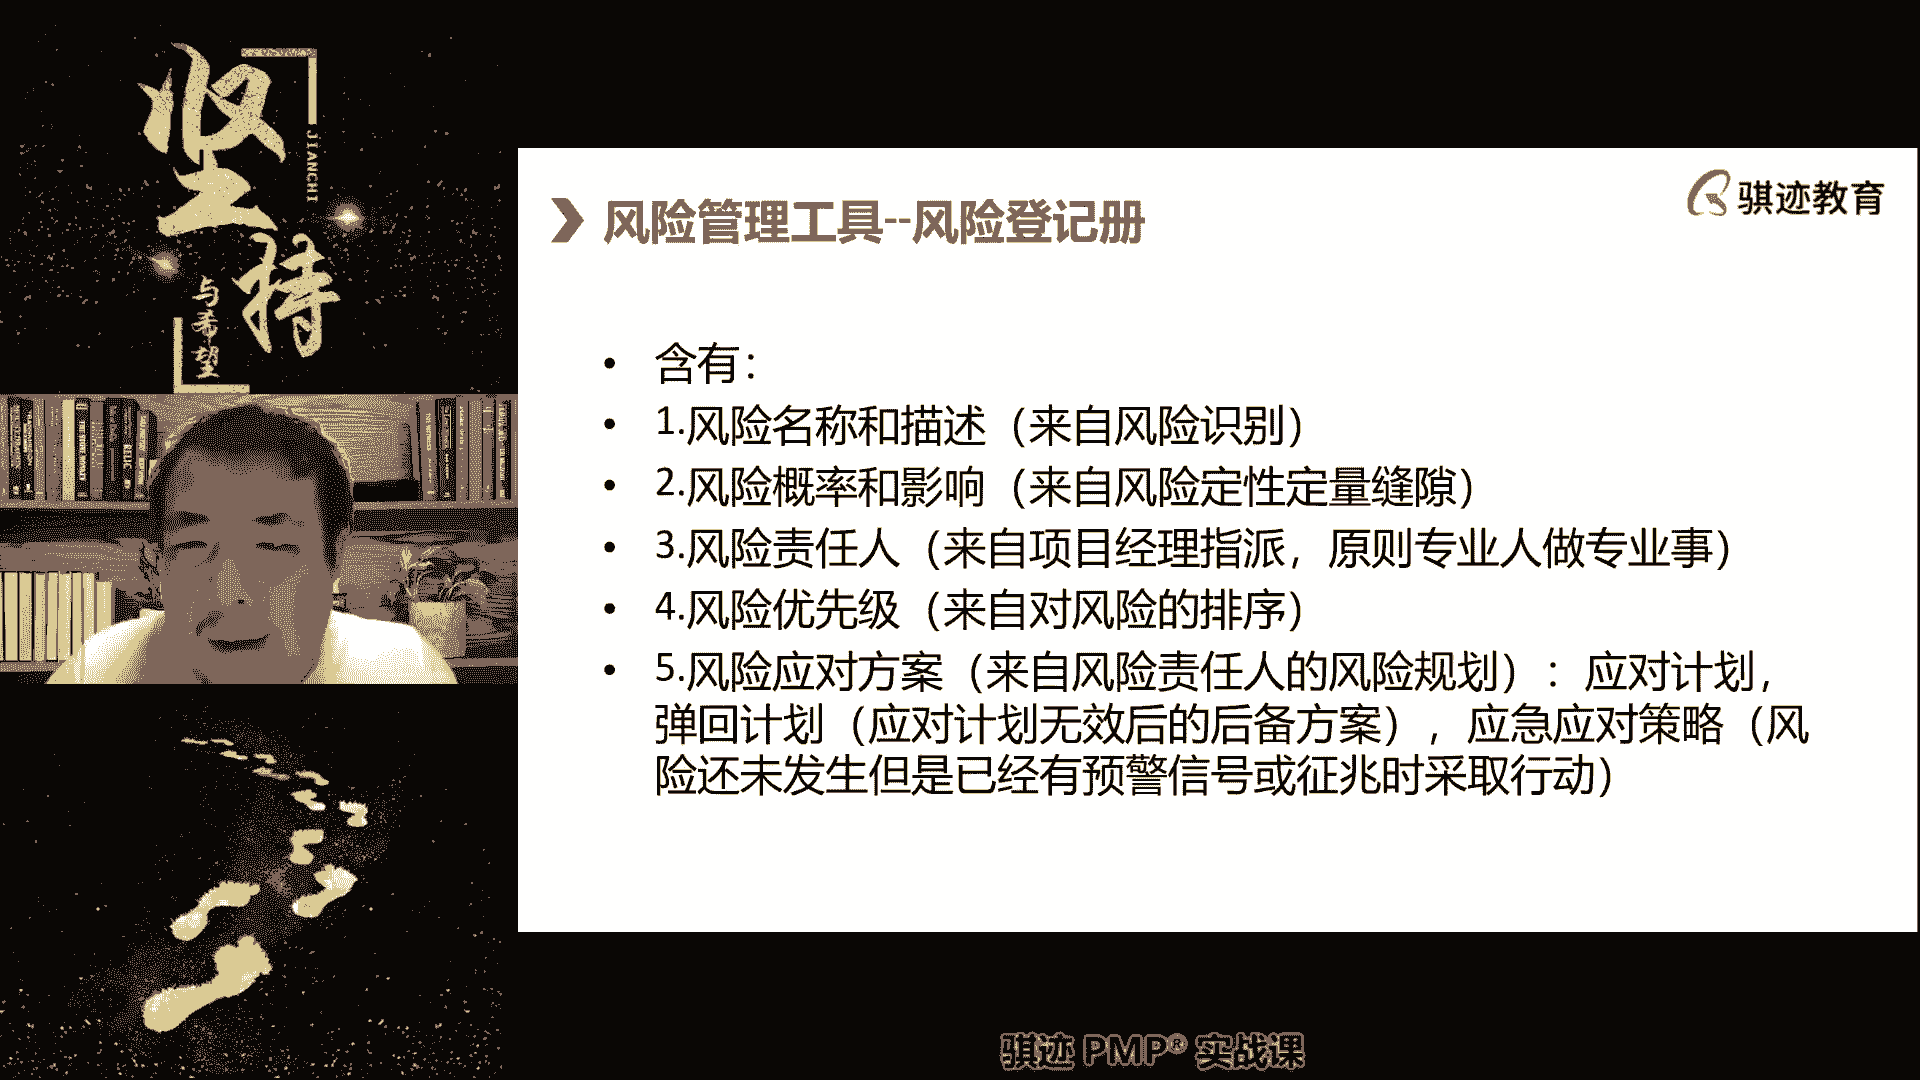 坚持
JIANCHI
与希望
骐迹教育
风险管理工具--风险登记册
• 含有：
• 1.风险名称和描述（来自风险识别）
• 2.风险概率和影响（来自风险定性定量缝隙）
• 3.风险责任人（来自项目经理指派，原则专业人做专业事）
• 4.风险优先级（来自对风险的排序）
• 5.风险应对方案（来自风险责任人的风险规划）：应对计划，
弹回计划（应对计划无效后的后备方案），应急应对策略（风
险还未发生但是已经有预警信号或征兆时采取行动）
骐迹 PMP® 实战课